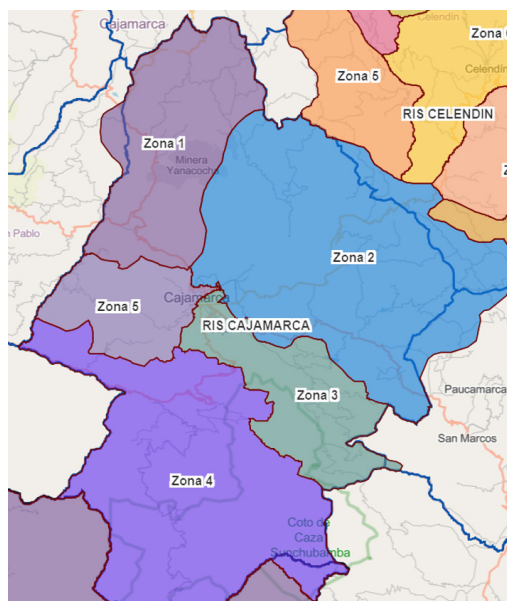 Cajamarca
Celendín
Zona
Zona 5
Celendín
RIS CELENDIN
Zona 1
Minera
Yanacocha
Pablo
Zona 2
Zona 5
Cajamarca
RIS CAJAMARCA
Zona 3
Paucamarca
San Marcos
Zona 4
Coto de
Caza
Sunchubamba